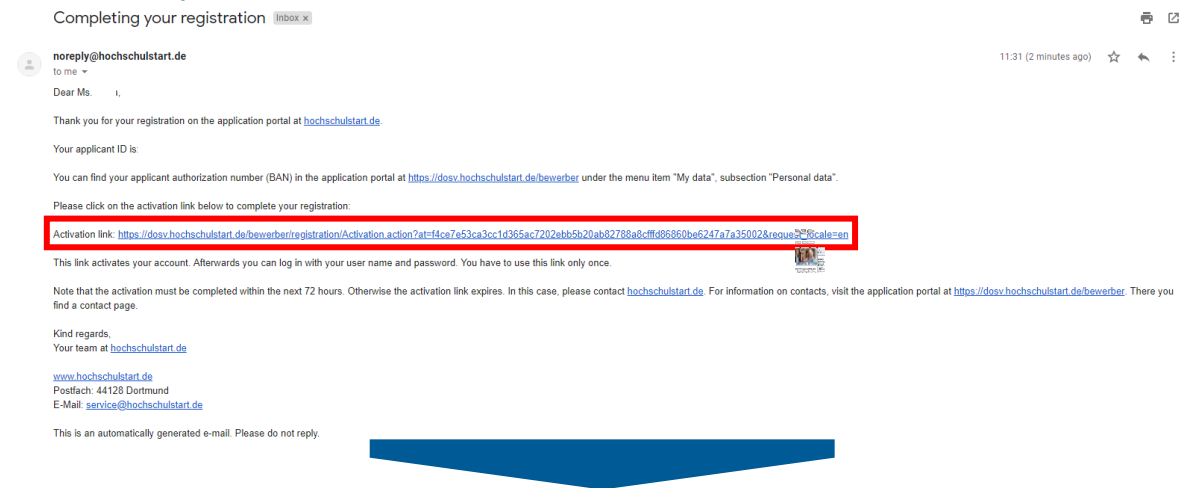 Completing your registration Inbox x
noreply@hochschulstart.de
11:31 (2 minutes ago)
to me
Dear Ms.
Thank you for your registration on the application portal at hochschulstart.de.
Your applicant ID is:
You can find your applicant authorization number (BAN) in the application portal at https://dosv.hochschulstart.de/bewerber under the menu item "My data", subsection "Personal data".
Please click on the activation link below to complete your registration:
Activation link: https://dosv.hochschulstart.de/bewerber/registration/Activation.action?at=f4ce7e53ca3cc1d365ac7202ebb5b20ab82788a8cfffd86860be6247a7a35002&reque ocale=en
This link activates your account. Afterwards you can log in with your user name and password. You have to use this link only once.
Note that the activation must be completed within the next 72 hours. Otherwise the activation link expires. In this case, please contact hochschulstart.de. For information on contacts, visit the application portal at https://dosv.hochschulstart.de/bewerber. There you
find a contact page.
Kind regards,
Your team at hochschulstart.de
www.hochschulstart.de
Postfach: 44128 Dortmund
E-Mail: service@hochschulstart.de
This is an automatically generated e-mail. Please do not reply.